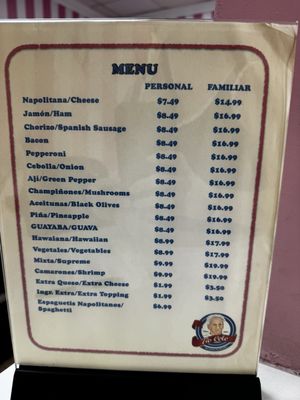 MENU
PERSONAL FAMILIAR
Napolitana/Cheese $7.49 $14.99
Jamón/Ham $8.49 $16.99
Chorizo/Spanish Sausage $8.49 $16.99
Bacon $8.49 $16.99
Pepperoni $8.49 $16.99
Cebolla/Onion $8.49 $16.99
Aji/Green Pepper $8.49 $16.99
Champiñones/Mushrooms $8.49 $16.99
Aceitunas/Black Olives $8.49 $16.99
Piña/Pineapple $8.49 $16.99
GUAYABA/GUAVA $8.49 $16.99
Hawaiana/Hawaiian $8.99 $17.99
Vegetales/Vegetables $8.99 $17.99
Mixta/Supreme $9.99 $19.99
Camarones/Shrimp $9.99 $19.99
Extra Queso/Extra Cheese $1.99 $3.50
Ingr. Extra/Extra Topping $1.99 $3.50
Espaguetis Napolitanos/ $6.99
Spaghetti